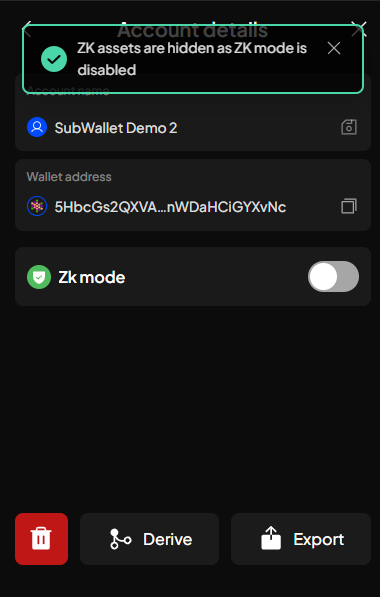 Account details
ZK assets are hidden as ZK mode is
disabled
Account name
SubWallet Demo 2
Wallet address
5HbcGs2QXVA...nWDaHCiGYXvNc
Zk mode
Derive
Export